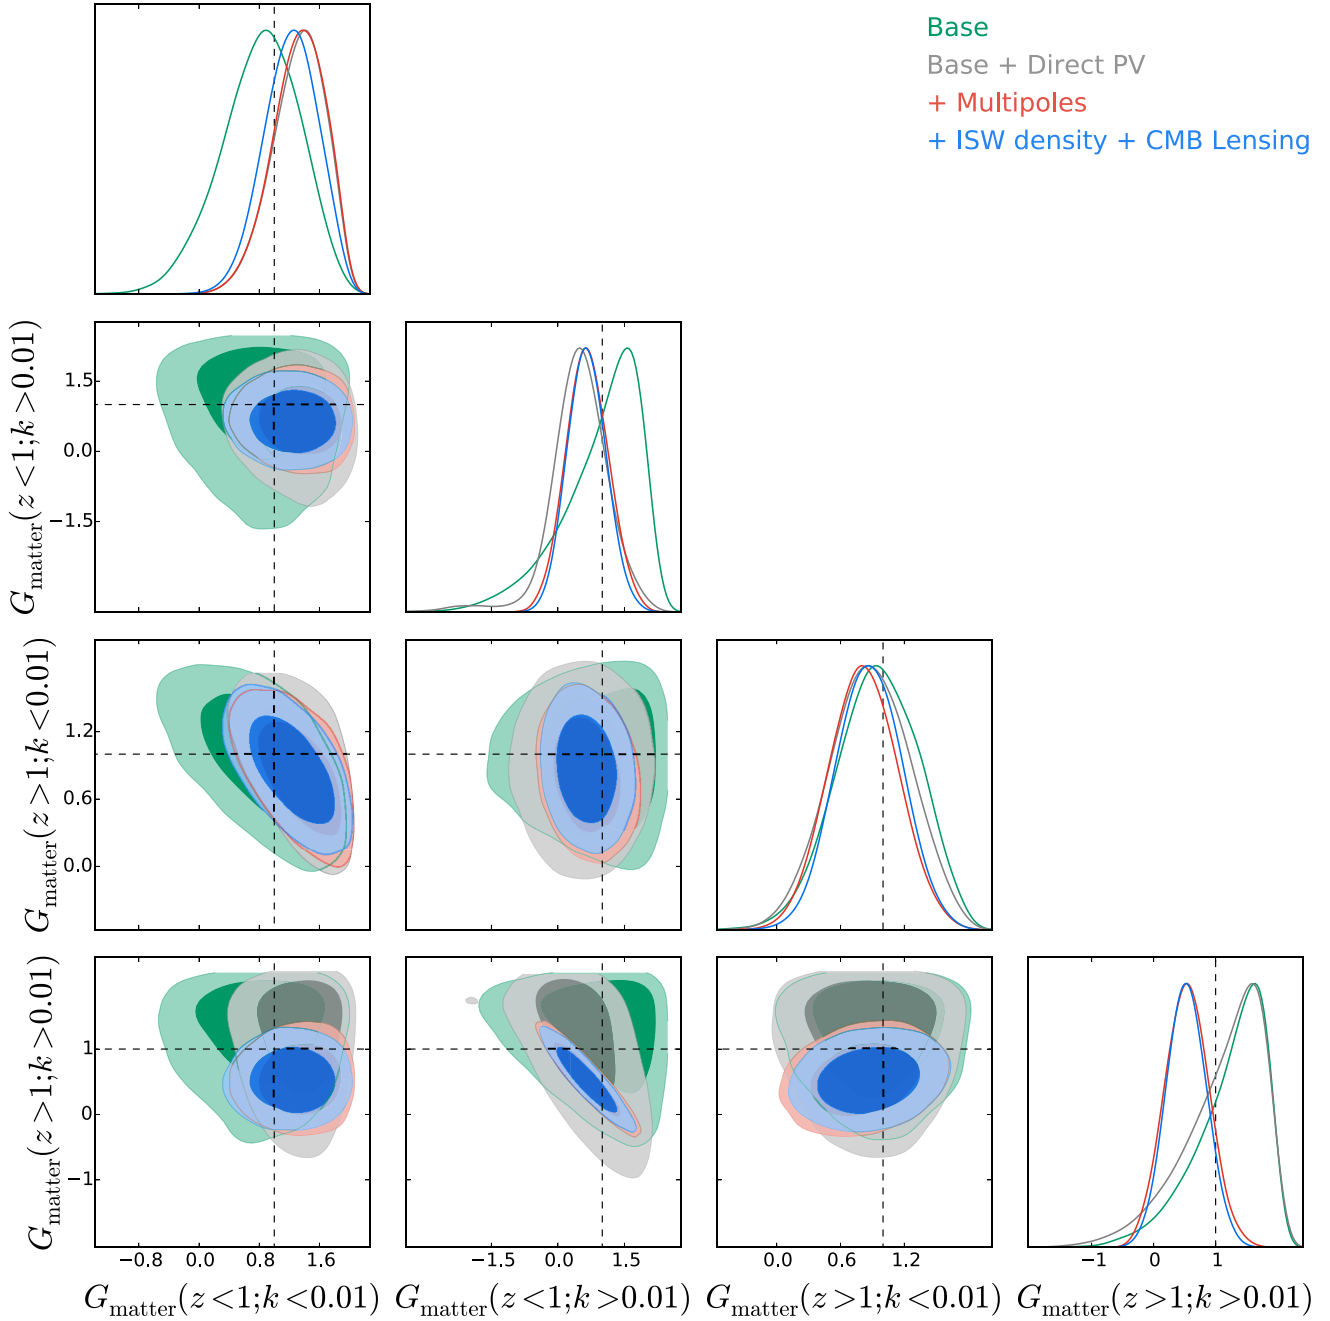 Base
Base + Direct PV
+ Multipoles
+ ISW density + CMB Lensing
G_matter(z<1;k>0.01)
1.5
0.0
−1.5
G_matter(z>1;k<0.01)
1.2
0.6
0.0
G_matter(z>1;k>0.01)
1
0
−1
−0.8 0.0 0.8 1.6
−1.5 0.0 1.5
0.0 0.6 1.2
−1 0 1
G_matter(z<1;k<0.01)
G_matter(z<1;k>0.01)
G_matter(z>1;k<0.01)
G_matter(z>1;k>0.01)